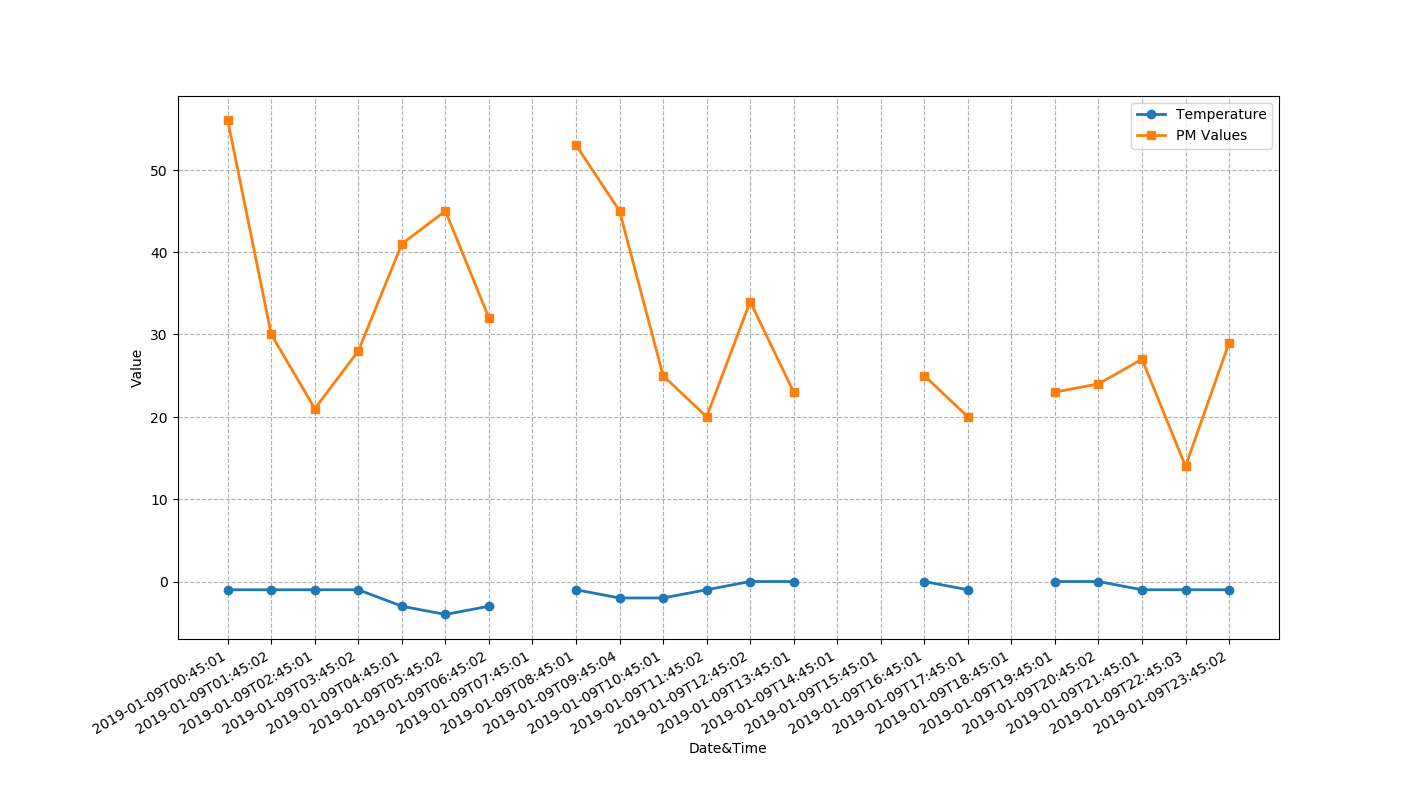 Temperature
PM Values
50
40
30
20
10
0
Value
2019-01-09T00:45:01
2019-01-09T01:45:02
2019-01-09T02:45:01
2019-01-09T03:45:02
2019-01-09T04:45:01
2019-01-09T05:45:02
2019-01-09T06:45:02
2019-01-09T07:45:01
2019-01-09T08:45:01
2019-01-09T09:45:04
2019-01-09T10:45:01
2019-01-09T11:45:02
2019-01-09T12:45:02
2019-01-09T13:45:01
2019-01-09T14:45:01
2019-01-09T15:45:01
2019-01-09T16:45:01
2019-01-09T17:45:01
2019-01-09T18:45:01
2019-01-09T19:45:01
2019-01-09T20:45:02
2019-01-09T21:45:01
2019-01-09T22:45:03
2019-01-09T23:45:02
Date&Time